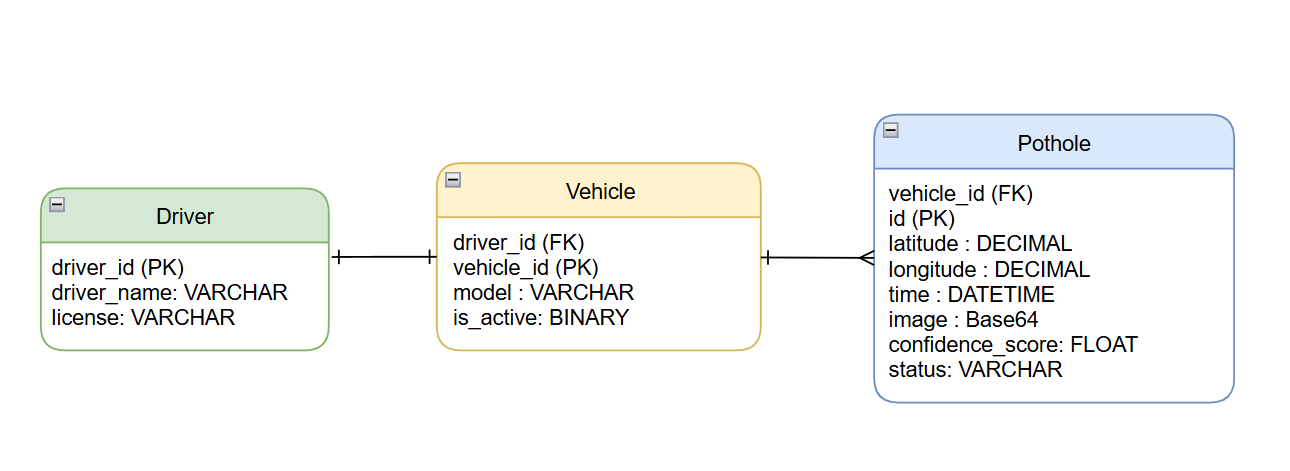 Driver
driver_id (PK)
driver_name: VARCHAR
license: VARCHAR
Vehicle
driver_id (FK)
vehicle_id (PK)
model : VARCHAR
is_active: BINARY
Pothole
vehicle_id (FK)
id (PK)
latitude : DECIMAL
longitude : DECIMAL
time : DATETIME
image : Base64
confidence_score: FLOAT
status: VARCHAR